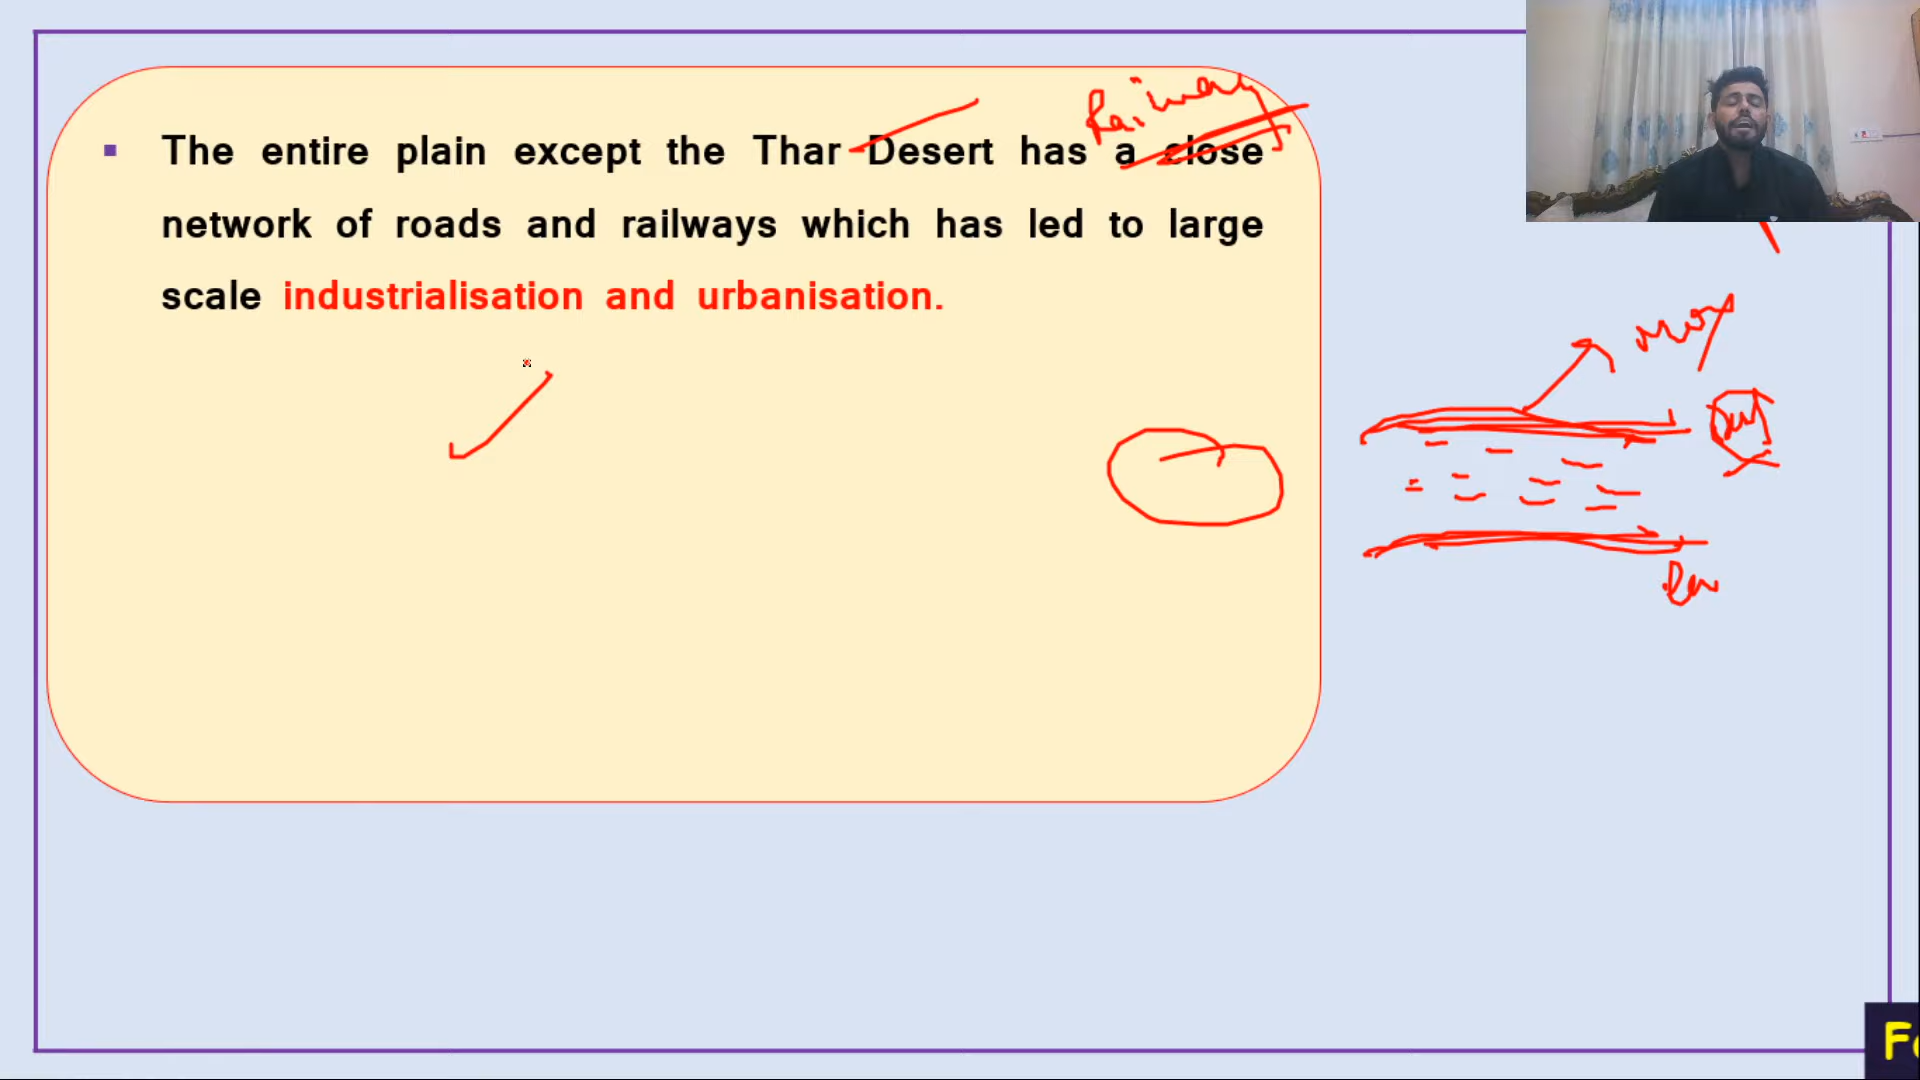 Railways
The entire plain except the Thar Desert has a close
network of roads and railways which has led to large
scale industrialisation and urbanisation.